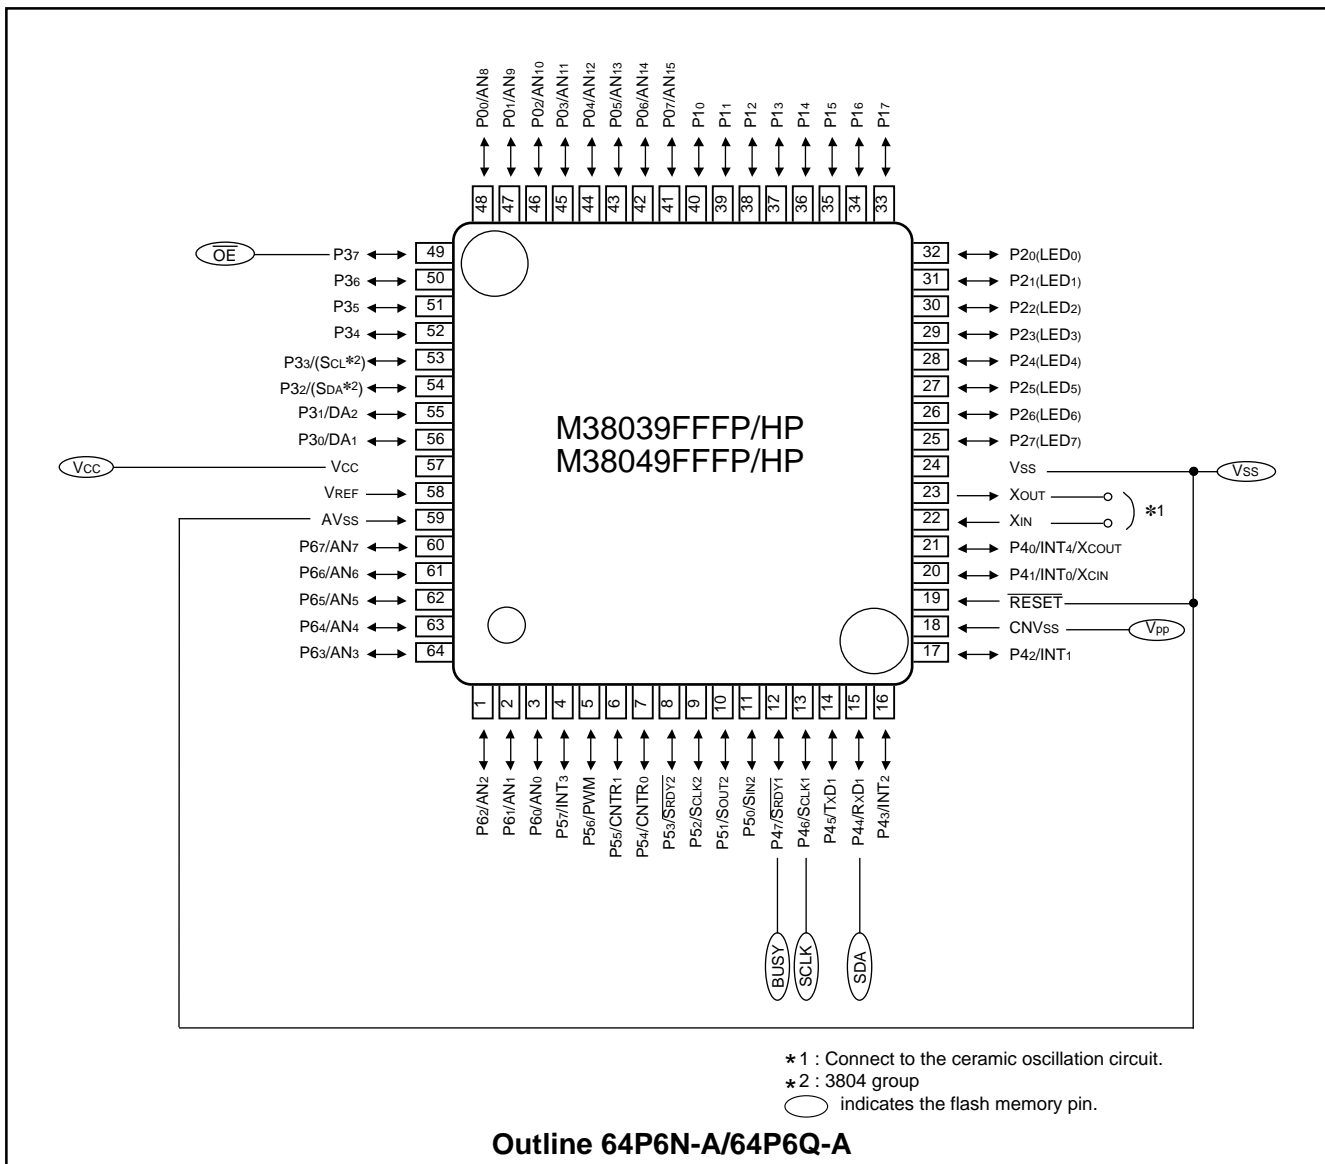 P00/AN8
P01/AN9
P02/AN10
P03/AN11
P04/AN12
P05/AN13
P06/AN14
P07/AN15
P10
P11
P12
P13
P14
P15
P16
P17
48 47 46 45 44 43 42 41 40 39 38 37 36 35 34 33
OE P37 49
P36 50
P35 51
P34 52
P33/(SCL*2) 53
P32/(SDA*2) 54
P31/DA2 55
P30/DA1 56
VCC VCC 57
VREF 58
AVSS 59
P67/AN7 60
P66/AN6 61
P65/AN5 62
P64/AN4 63
P63/AN3 64
M38039FFFP/HP
M38049FFFP/HP
32 P20(LED0)
31 P21(LED1)
30 P22(LED2)
29 P23(LED3)
28 P24(LED4)
27 P25(LED5)
26 P26(LED6)
25 P27(LED7)
24 VSS VSS
23 XOUT
*1
22 XIN
21 P40/INT4/XCOUT
20 P41/INT0/XCIN
19 RESET
18 CNVSS Vpp
17 P42/INT1
1 2 3 4 5 6 7 8 9 10 11 12 13 14 15 16
P62/AN2
P61/AN1
P60/AN0
P57/INT3
P56/PWM
P55/CNTR1
P54/CNTR0
P53/SRDY2
P52/SCLK2
P51/SOUT2
P50/SIN2
P47/SRDY1
P46/SCLK1
P45/TXD1
P44/RXD1
P43/INT2
BUSY
SCLK
SDA
*1 : Connect to the ceramic oscillation circuit.
*2 : 3804 group
indicates the flash memory pin.
Outline 64P6N-A/64P6Q-A